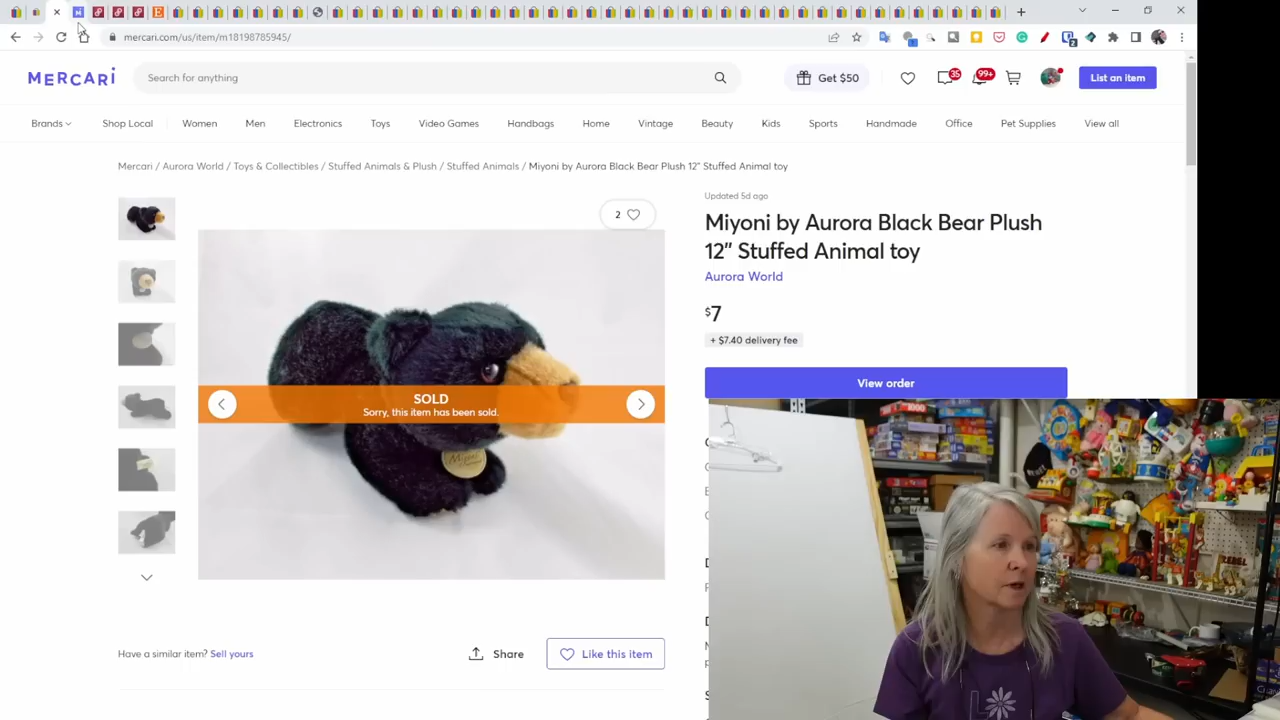 mercari.com/us/item/m18198785945/
MERCARI
Search for anything
Get $50
35
99+
List an item
Brands
Shop Local
Women
Men
Electronics
Toys
Video Games
Handbags
Home
Vintage
Beauty
Kids
Sports
Handmade
Office
Pet Supplies
View all
Mercari / Aurora World / Toys & Collectibles / Stuffed Animals & Plush / Stuffed Animals / Miyoni by Aurora Black Bear Plush 12" Stuffed Animal toy
2
Updated 5d ago
Miyoni by Aurora Black Bear Plush
12" Stuffed Animal toy
Aurora World
$7
+ $7.40 delivery fee
View order
SOLD
Sorry, this item has been sold.
Miyoni
Have a similar item? Sell yours
Share
Like this item